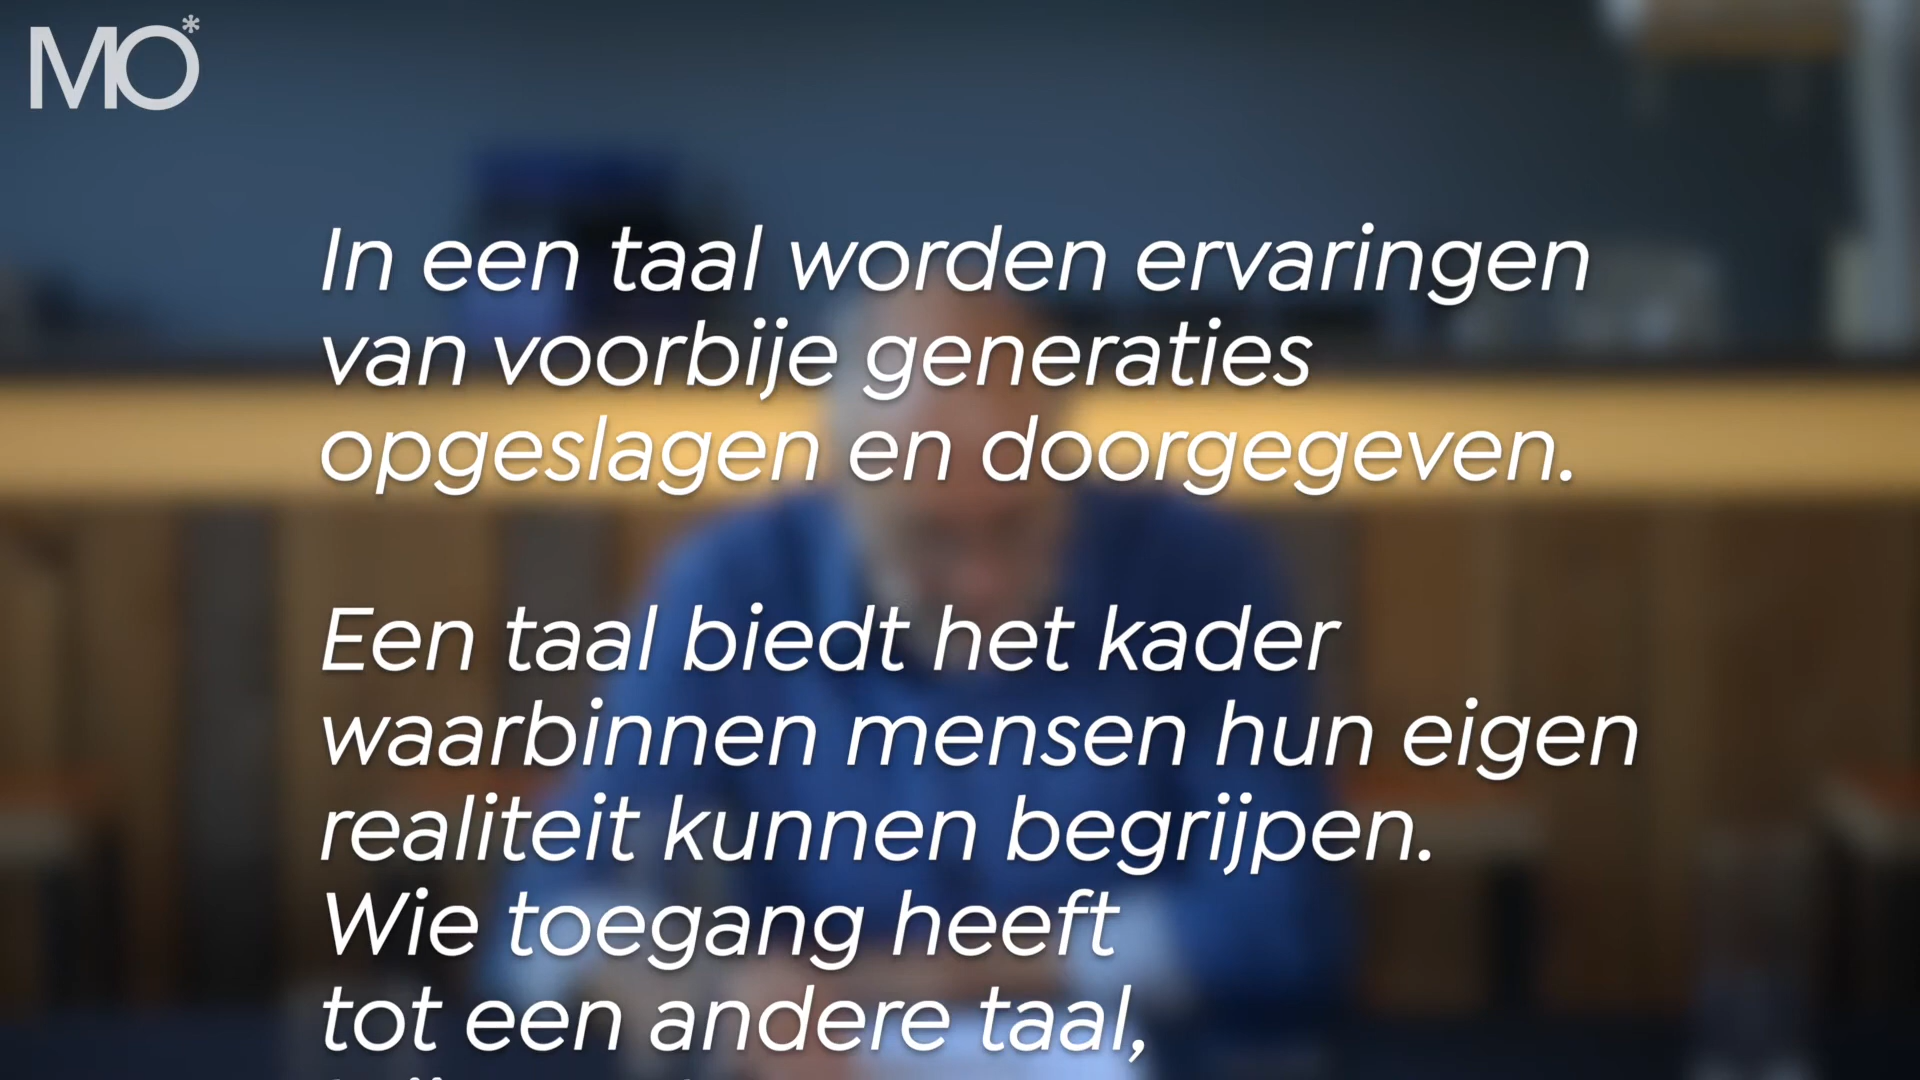 MO*
In een taal worden ervaringen
van voorbije generaties
opgeslagen en doorgegeven.
Een taal biedt het kader
waarbinnen mensen hun eigen
realiteit kunnen begrijpen.
Wie toegang heeft
tot een andere taal,